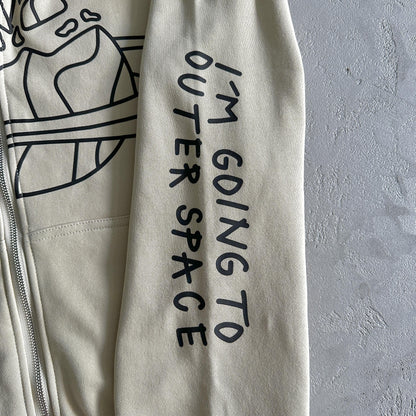 I'M GOING TO
OUTER SPACE